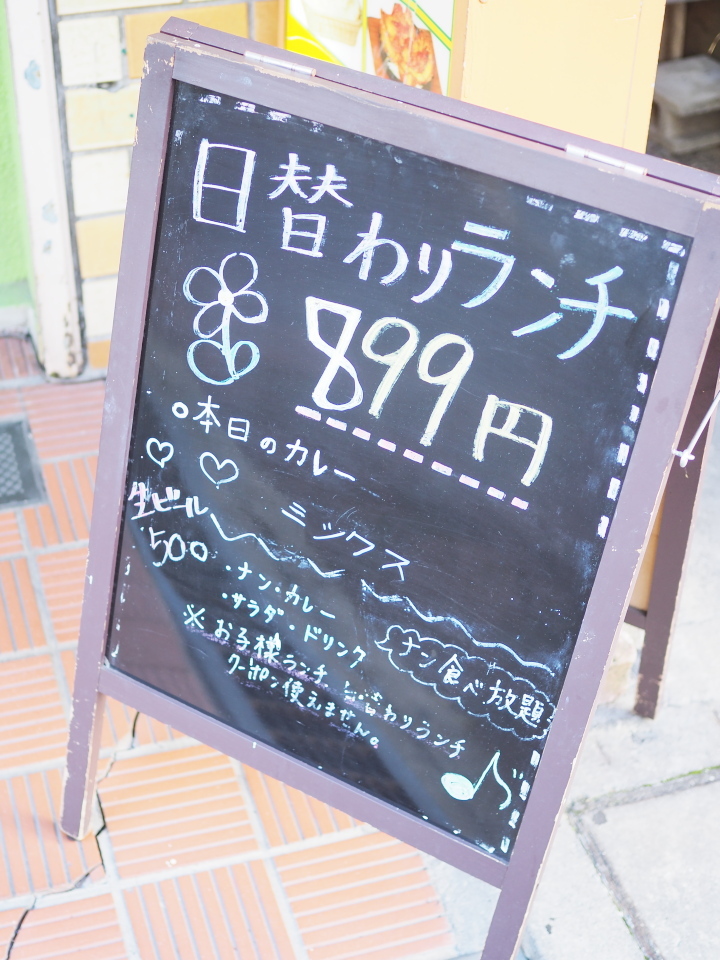 日替わりランチ
899円
○本日のカレー
ミックス
生ビール
500
・ナン・カレー
・サラダ・ドリンク
ナン食べ放題
※お子様ランチ 日替わりランチ
クーポン使えません。